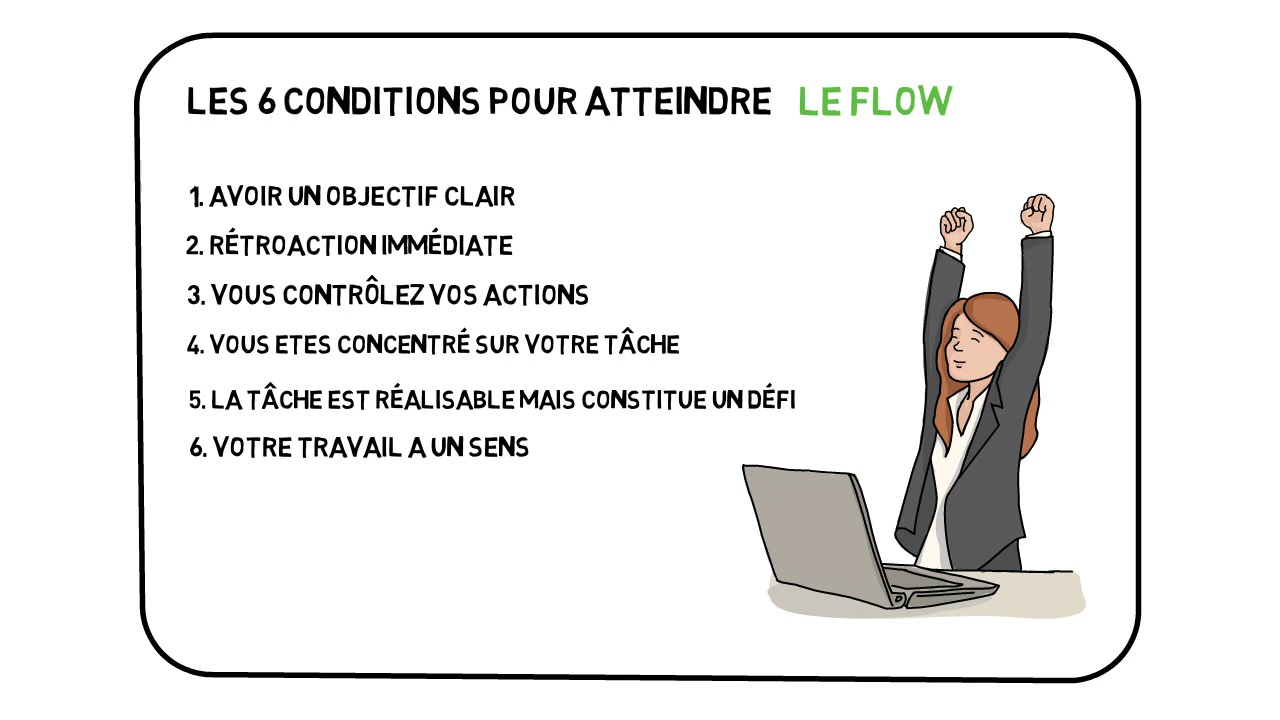 LES 6 CONDITIONS POUR ATTEINDRE LE FLOW
1. AVOIR UN OBJECTIF CLAIR
2. RÉTROACTION IMMÉDIATE
3. VOUS CONTRÔLEZ VOS ACTIONS
4. VOUS ETES CONCENTRÉ SUR VOTRE TÂCHE
5. LA TÂCHE EST RÉALISABLE MAIS CONSTITUE UN DÉFI
6. VOTRE TRAVAIL A UN SENS